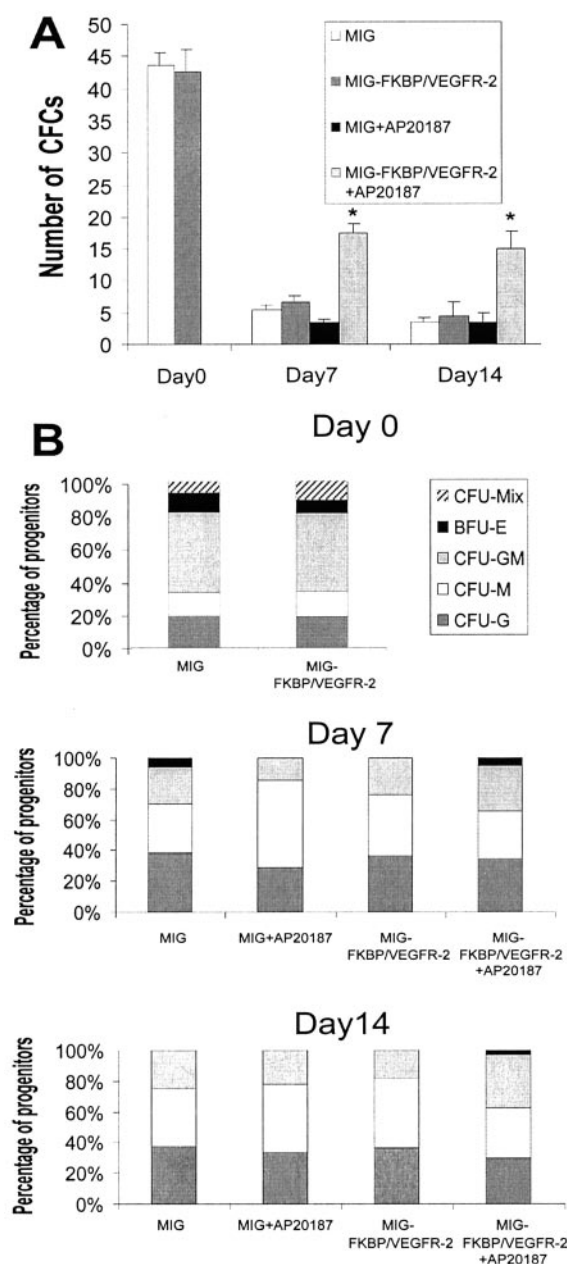 A
50
45
40
35
30
25
20
15
10
5
0
Number of CFCs
MIG
MIG-FKBP/VEGFR-2
MIG+AP20187
MIG-FKBP/VEGFR-2
+AP20187
*
*
Day0
Day7
Day14
B
Day 0
100%
80%
60%
40%
20%
0%
Percentage of progenitors
MIG
MIG-
FKBP/VEGFR-2
CFU-Mix
BFU-E
CFU-GM
CFU-M
CFU-G
Day 7
100%
80%
60%
40%
20%
0%
Percentage of progenitors
MIG
MIG+AP20187
MIG-
FKBP/VEGFR-2
MIG-
FKBP/VEGFR-2
+AP20187
Day14
100%
80%
60%
40%
20%
0%
Percentage of progenitors
MIG
MIG+AP20187
MIG-
FKBP/VEGFR-2
MIG-
FKBP/VEGFR-2
+AP20187